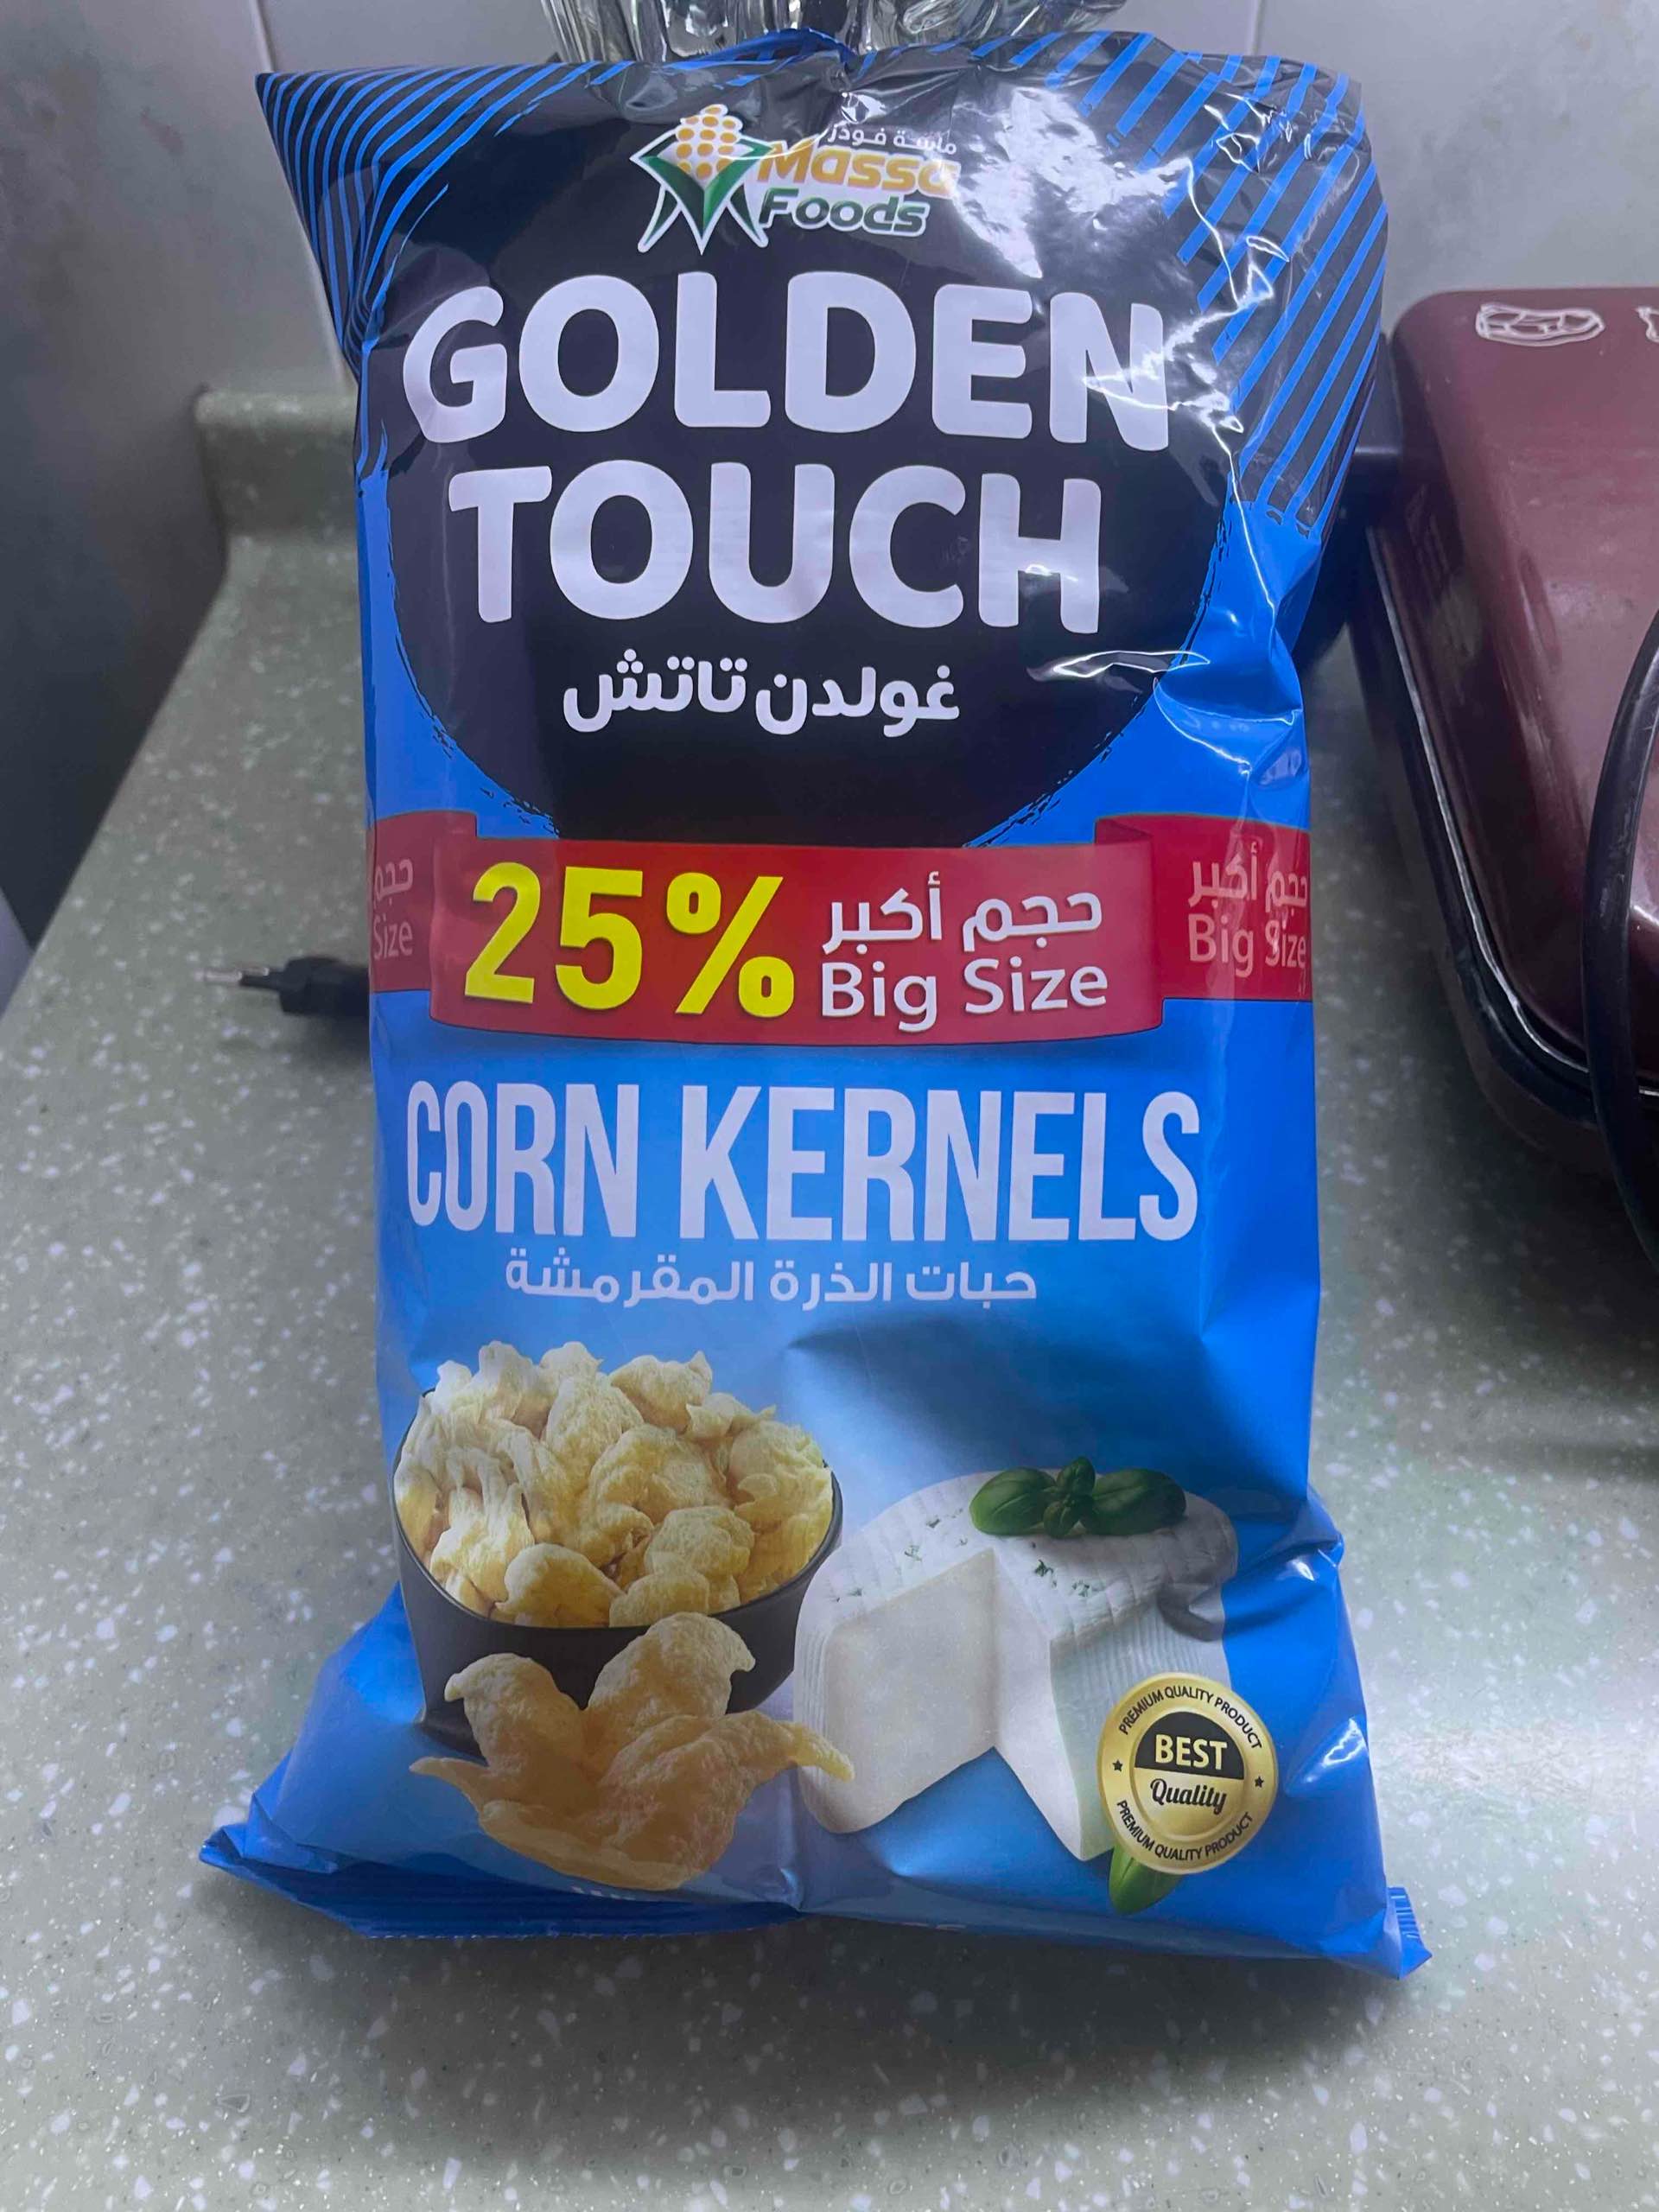 ماسة فودز
Massa
Foods
GOLDEN
TOUCH
غولدن تاتش
25%
حجم أكبر
Big Size
حجم أكبر
Big Size
حجم
Size
CORN KERNELS
حبات الذرة المقرمشة
PREMIUM QUALITY PRODUCT
BEST
Quality
PREMIUM QUALITY PRODUCT